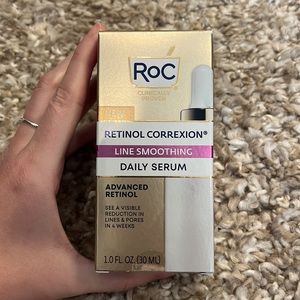 RoC
CLINICALLY
PROVEN
RETINOL CORREXION®
LINE SMOOTHING
DAILY SERUM
ADVANCED
RETINOL
SEE A VISIBLE
REDUCTION IN
LINES & PORES
IN 4 WEEKS
1.0 FL. OZ. (30 ML)